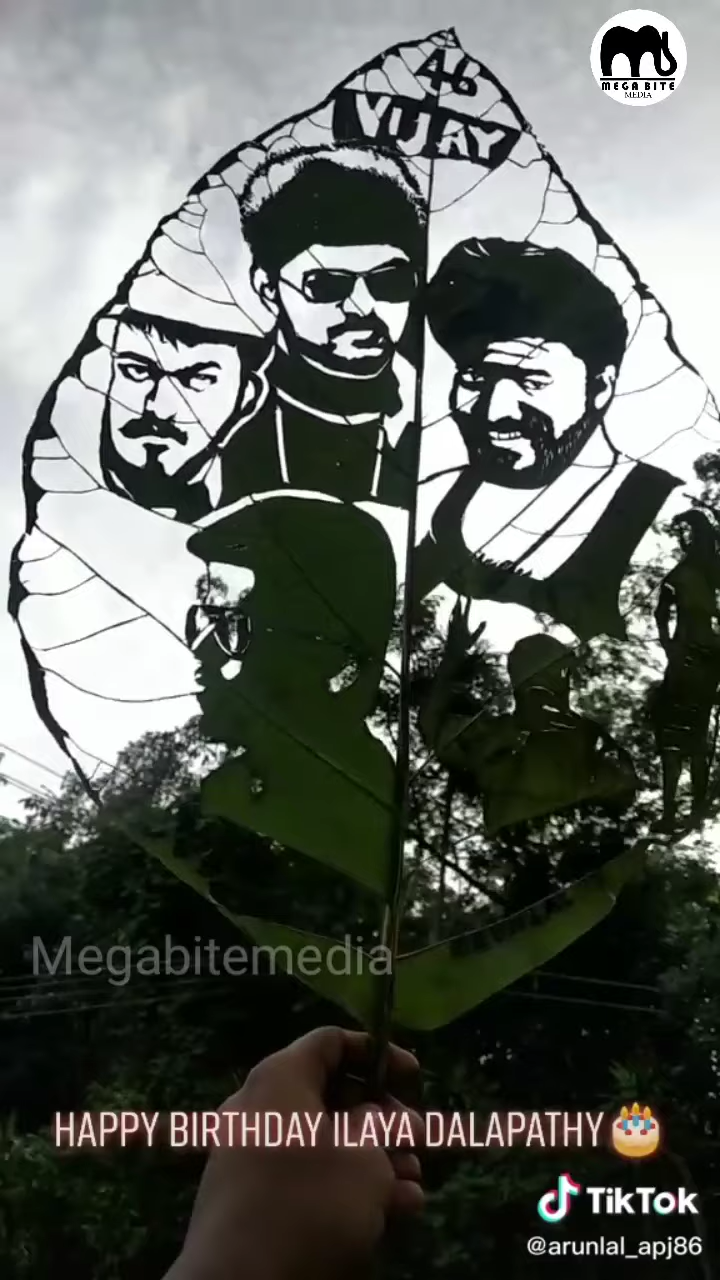 MEGA BITE
MEDIA
46
VIJAY
Megabitemedia
HAPPY BIRTHDAY ILAYA DALAPATHY
TikTok
@arunlal_apj86